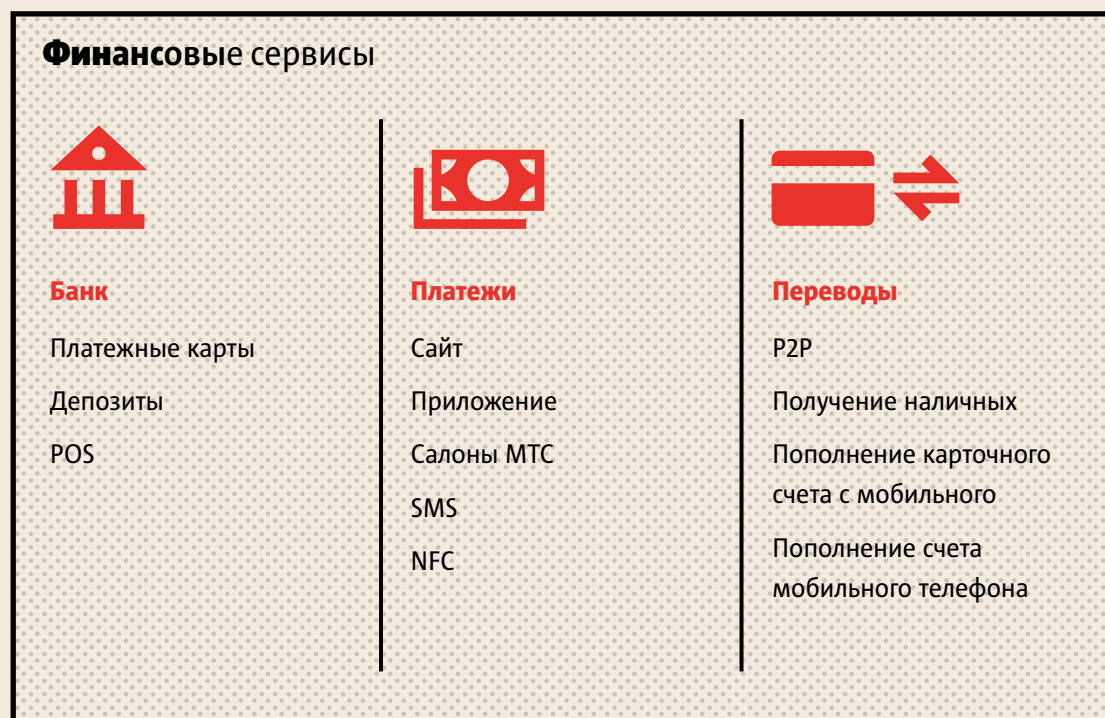 Финансовые сервисы
Банк
Платежные карты
Депозиты
POS
Платежи
Сайт
Приложение
Салоны МТС
SMS
NFC
Переводы
P2P
Получение наличных
Пополнение карточного
счета с мобильного
Пополнение счета
мобильного телефона